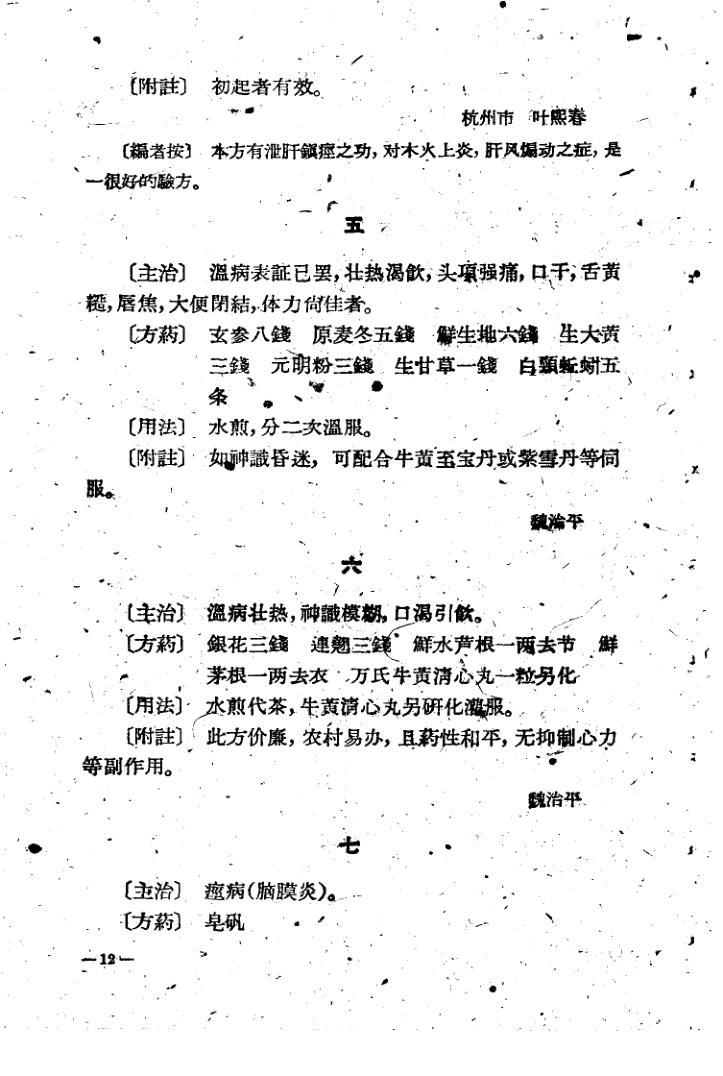 〔附註〕 初起者有效。
杭州市 叶熙春
〔編者按〕 本方有泄肝鎭痙之功，对木火上炎，肝风煽动之症，是
一很好的驗方。
五
〔主治〕 溫病表証已罢，壮热渴飮，头項强痛，口干，舌黄
糙，唇焦，大便閉結，体力尙佳者。
〔方葯〕 玄参八錢 原麦冬五錢 鮮生地六錢 生大黄
三錢 元明粉三錢 生甘草一錢 白頸蚯蚓五
条
〔用法〕 水煎，分二次溫服。
〔附註〕 如神識昏迷，可配合牛黄至宝丹或紫雪丹等伺
服。
魏治平
六
〔主治〕 溫病壮热，神識模糊，口渴引飮。
〔方葯〕 銀花三錢 連翹三錢 鮮水芦根一两去节 鮮
茅根一两去衣 万氏牛黄淸心丸一粒另化
〔用法〕 水煎代茶，牛黄淸心丸另研化灌服。
〔附註〕 此方价廉，农村易办，且葯性和平，无抑制心力
等副作用。
魏治平
七
〔主治〕 痙病(脑膜炎)。
〔方葯〕 皂矾
—12—